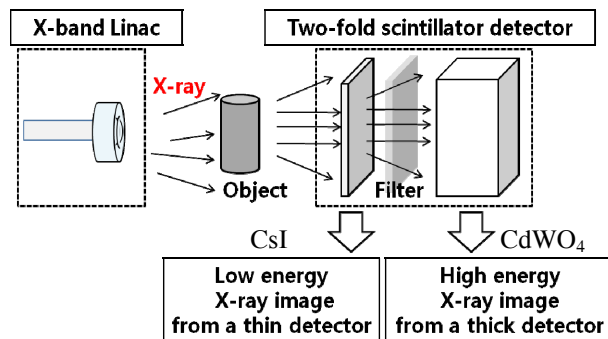 X-band Linac
Two-fold scintillator detector
X-ray
Object
Filter
CsI
CdWO₄
Low energy
X-ray image
from a thin detector
High energy
X-ray image
from a thick detector